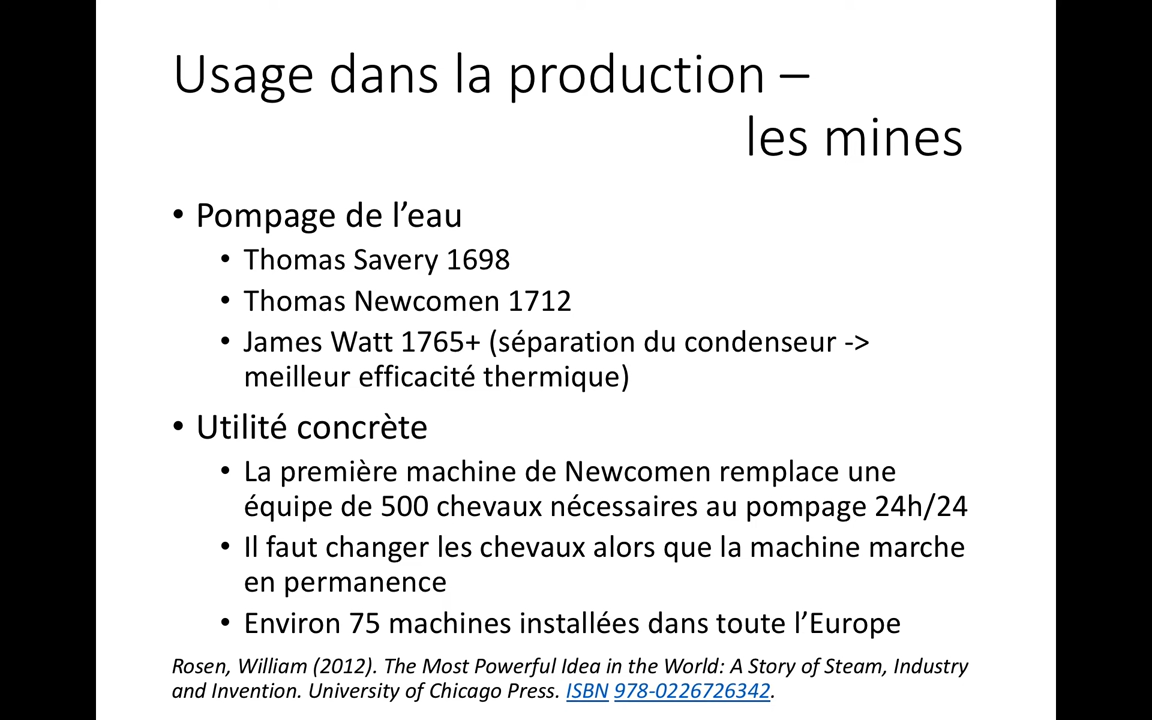 Usage dans la production –
les mines
• Pompage de l’eau
• Thomas Savery 1698
• Thomas Newcomen 1712
• James Watt 1765+ (séparation du condenseur ->
meilleur efficacité thermique)
• Utilité concrète
• La première machine de Newcomen remplace une
équipe de 500 chevaux nécessaires au pompage 24h/24
• Il faut changer les chevaux alors que la machine marche
en permanence
• Environ 75 machines installées dans toute l’Europe
Rosen, William (2012). The Most Powerful Idea in the World: A Story of Steam, Industry
and Invention. University of Chicago Press. ISBN 978-0226726342.